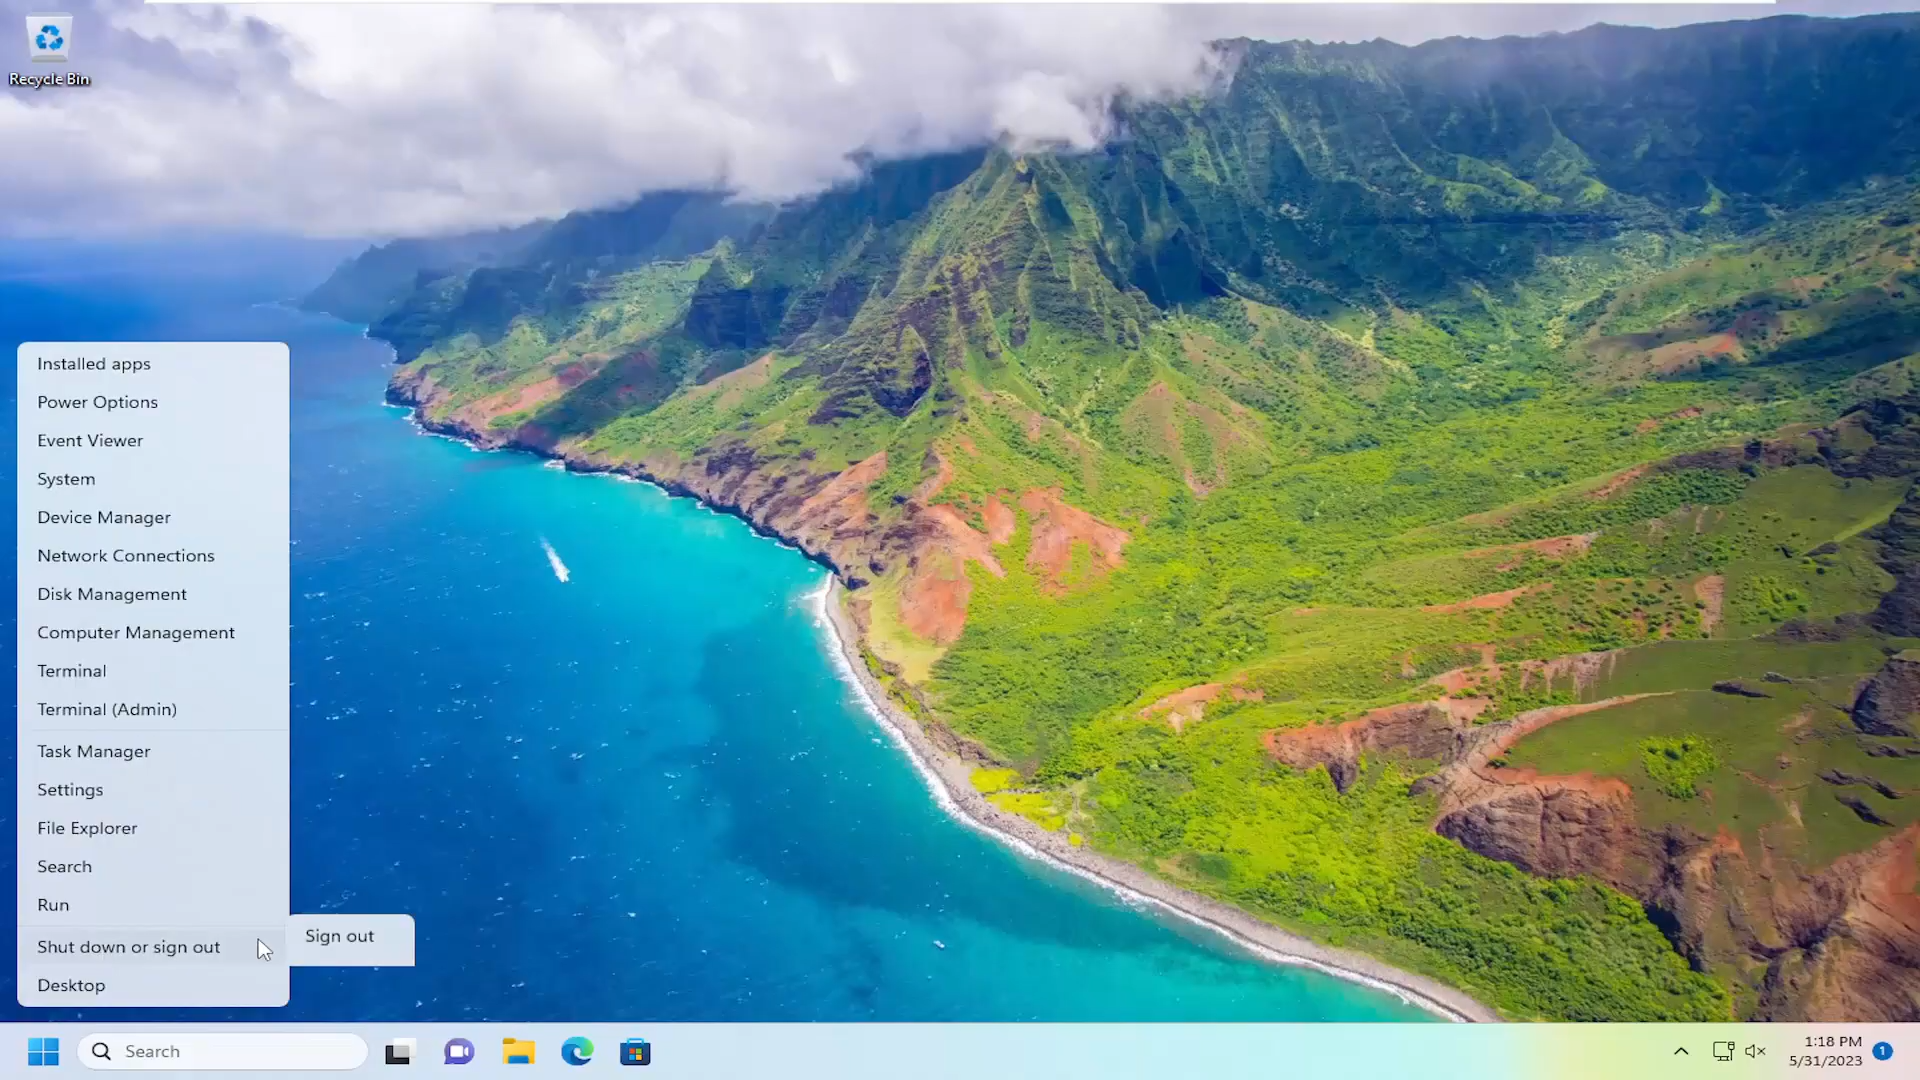 Recycle Bin
Installed apps
Power Options
Event Viewer
System
Device Manager
Network Connections
Disk Management
Computer Management
Terminal
Terminal (Admin)
Task Manager
Settings
File Explorer
Search
Run
Shut down or sign out
Sign out
Desktop
Search
1:18 PM
5/31/2023
1